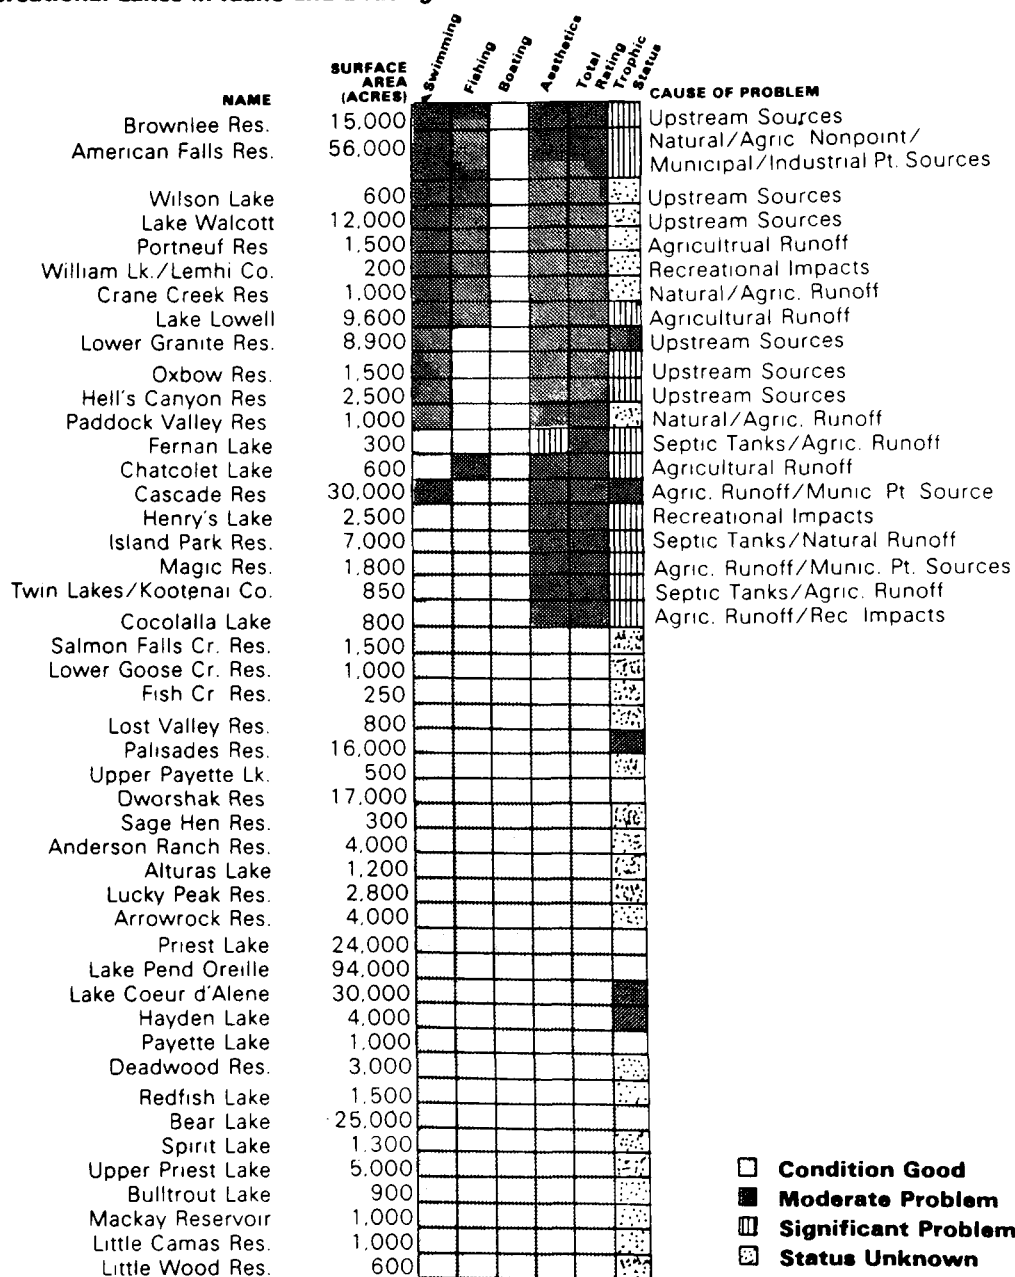 SURFACE
AREA
(ACRES)
Swimming
Fishing
Boating
Aesthetics
Total
Rating
Trophic
Status
NAME
CAUSE OF PROBLEM
Brownlee Res. 15,000 Upstream Sources
American Falls Res. 56,000 Natural/Agric Nonpoint/
Municipal/Industrial Pt. Sources
Wilson Lake 600 Upstream Sources
Lake Walcott 12,000 Upstream Sources
Portneuf Res 1,500 Agricultrual Runoff
William Lk./Lemhi Co. 200 Recreational Impacts
Crane Creek Res 1,000 Natural/Agric. Runoff
Lake Lowell 9,600 Agricultural Runoff
Lower Granite Res. 8,900 Upstream Sources
Oxbow Res. 1,500 Upstream Sources
Hell's Canyon Res 2,500 Upstream Sources
Paddock Valley Res 1,000 Natural/Agric. Runoff
Fernan Lake 300 Septic Tanks/Agric. Runoff
Chatcolet Lake 600 Agricultural Runoff
Cascade Res 30,000 Agric. Runoff/Munic Pt Source
Henry's Lake 2,500 Recreational Impacts
Island Park Res. 7,000 Septic Tanks/Natural Runoff
Magic Res. 1,800 Agric. Runoff/Munic. Pt. Sources
Twin Lakes/Kootenai Co. 850 Septic Tanks/Agric. Runoff
Cocolalla Lake 800 Agric. Runoff/Rec Impacts
Salmon Falls Cr. Res. 1,500
Lower Goose Cr. Res. 1,000
Fish Cr Res. 250
Lost Valley Res. 800
Palisades Res. 16,000
Upper Payette Lk. 500
Dworshak Res 17,000
Sage Hen Res. 300
Anderson Ranch Res. 4,000
Alturas Lake 1,200
Lucky Peak Res. 2,800
Arrowrock Res. 4,000
Priest Lake 24,000
Lake Pend Oreille 94,000
Lake Coeur d'Alene 30,000
Hayden Lake 4,000
Payette Lake 1,000
Deadwood Res. 3,000
Redfish Lake 1,500
Bear Lake 25,000
Spirit Lake 1,300
Upper Priest Lake 5,000
Bulltrout Lake 900
Mackay Reservoir 1,000
Little Camas Res. 1,000
Little Wood Res. 600
Condition Good
Moderate Problem
Significant Problem
Status Unknown